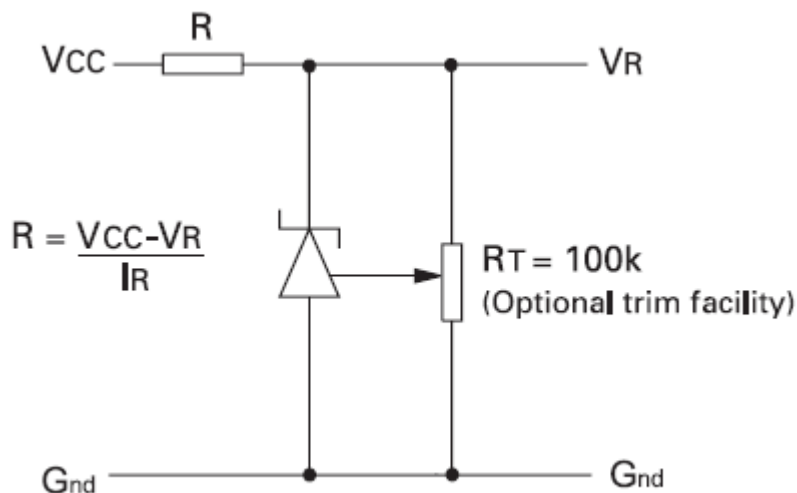 R
VCC
VR
R = VCC-VR
IR
RT = 100k
(Optional trim facility)
Gnd
Gnd